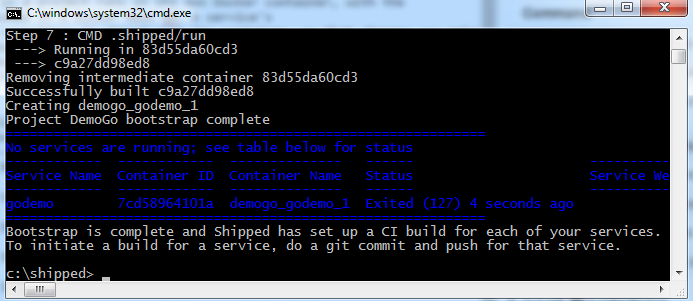 C:\windows\system32\cmd.exe
Step 7 : CMD .shipped/run
 ---> Running in 83d55da60cd3
 ---> c9a27dd98ed8
Removing intermediate container 83d55da60cd3
Successfully built c9a27dd98ed8
Creating demogo_godemo_1
Project DemoGo bootstrap complete
No services are running; see table below for status
Service Name  Container ID  Container Name  Status  Service We
godemo  7cd58964101a  demogo_godemo_1  Exited (127) 4 seconds ago
Bootstrap is complete and Shipped has set up a CI build for each of your services.
To initiate a build for a service, do a git commit and push for that service.
c:\shipped>